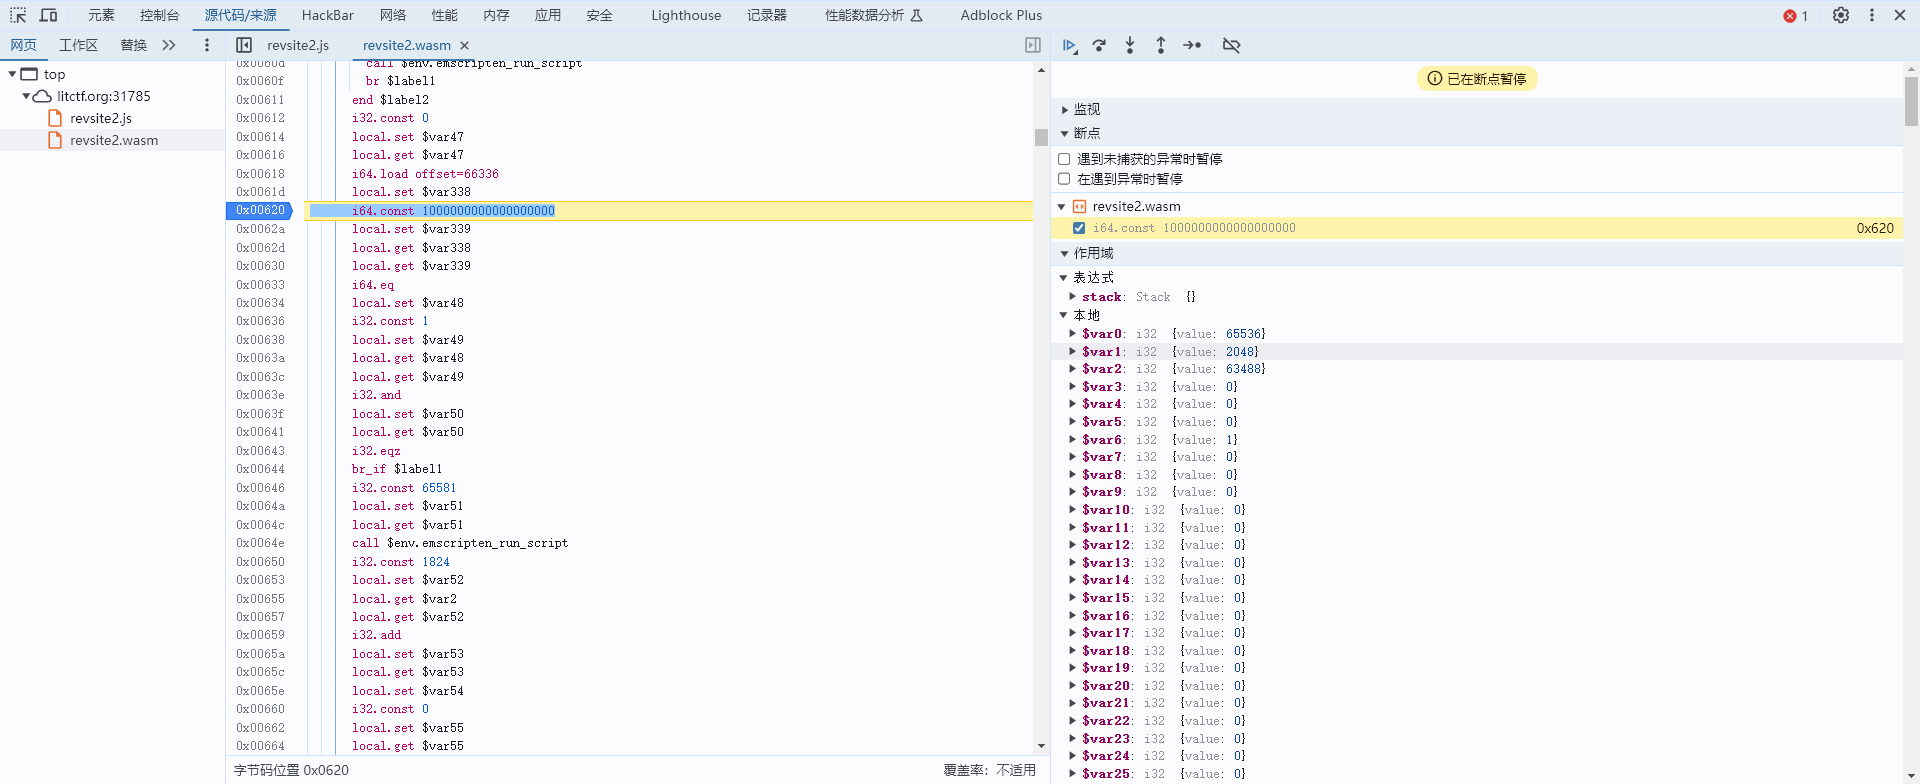 元素 控制台 源代码/来源 HackBar 网络 性能 内存 应用 安全 Lighthouse 记录器 性能数据分析 Adblock Plus 1
网页 工作区 替换 revsite2.js revsite2.wasm
top
litctf.org:31785
revsite2.js
revsite2.wasm
0x0060d call $env.emscripten_run_script
0x0060f br $label1
0x00611 end $label2
0x00612 i32.const 0
0x00614 local.set $var47
0x00616 local.get $var47
0x00618 i64.load offset=66336
0x0061d local.set $var338
0x00620 i64.const 1000000000000000000
0x0062a local.set $var339
0x0062d local.get $var338
0x00630 local.get $var339
0x00633 i64.eq
0x00634 local.set $var48
0x00636 i32.const 1
0x00638 local.set $var49
0x0063a local.get $var48
0x0063c local.get $var49
0x0063e i32.and
0x0063f local.set $var50
0x00641 local.get $var50
0x00643 i32.eqz
0x00644 br_if $label1
0x00646 i32.const 65581
0x0064a local.set $var51
0x0064c local.get $var51
0x0064e call $env.emscripten_run_script
0x00650 i32.const 1824
0x00653 local.set $var52
0x00655 local.get $var2
0x00657 local.get $var52
0x00659 i32.add
0x0065a local.set $var53
0x0065c local.get $var53
0x0065e local.set $var54
0x00660 i32.const 0
0x00662 local.set $var55
0x00664 local.get $var55
字节码位置 0x0620 覆盖率：不适用
已在断点暂停
监视
断点
遇到未捕获的异常时暂停
在遇到异常时暂停
revsite2.wasm
i64.const 1000000000000000000 0x620
作用域
表达式
stack: Stack {}
本地
$var0: i32 {value: 65536}
$var1: i32 {value: 2048}
$var2: i32 {value: 63488}
$var3: i32 {value: 0}
$var4: i32 {value: 0}
$var5: i32 {value: 0}
$var6: i32 {value: 1}
$var7: i32 {value: 0}
$var8: i32 {value: 0}
$var9: i32 {value: 0}
$var10: i32 {value: 0}
$var11: i32 {value: 0}
$var12: i32 {value: 0}
$var13: i32 {value: 0}
$var14: i32 {value: 0}
$var15: i32 {value: 0}
$var16: i32 {value: 0}
$var17: i32 {value: 0}
$var18: i32 {value: 0}
$var19: i32 {value: 0}
$var20: i32 {value: 0}
$var21: i32 {value: 0}
$var22: i32 {value: 0}
$var23: i32 {value: 0}
$var24: i32 {value: 0}
$var25: i32 {value: 0}